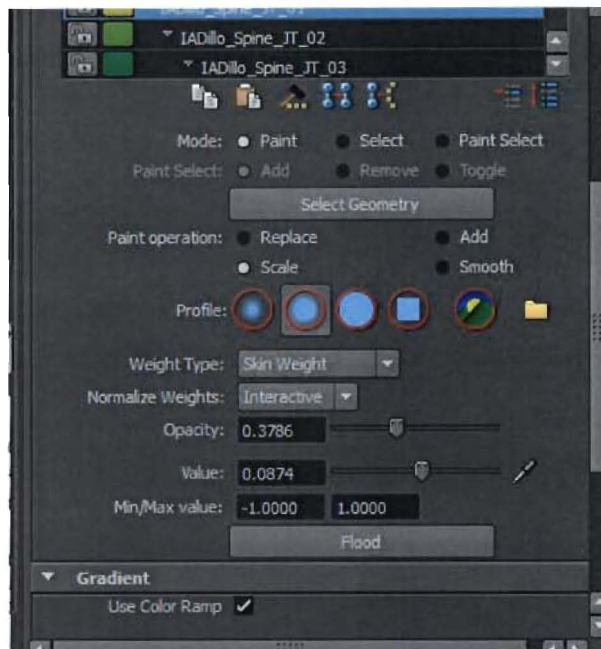 IADillo_Spine_JT_01
IADillo_Spine_JT_02
IADillo_Spine_JT_03
Mode: Paint Select Paint Select
Paint Select: Add Remove Toggle
Select Geometry
Paint operation: Replace Add
Scale Smooth
Profile:
Weight Type: Skin Weight
Normalize Weights: Interactive
Opacity: 0.3786
Value: 0.0874
Min/Max value: -1.0000 1.0000
Flood
Gradient
Use Color Ramp